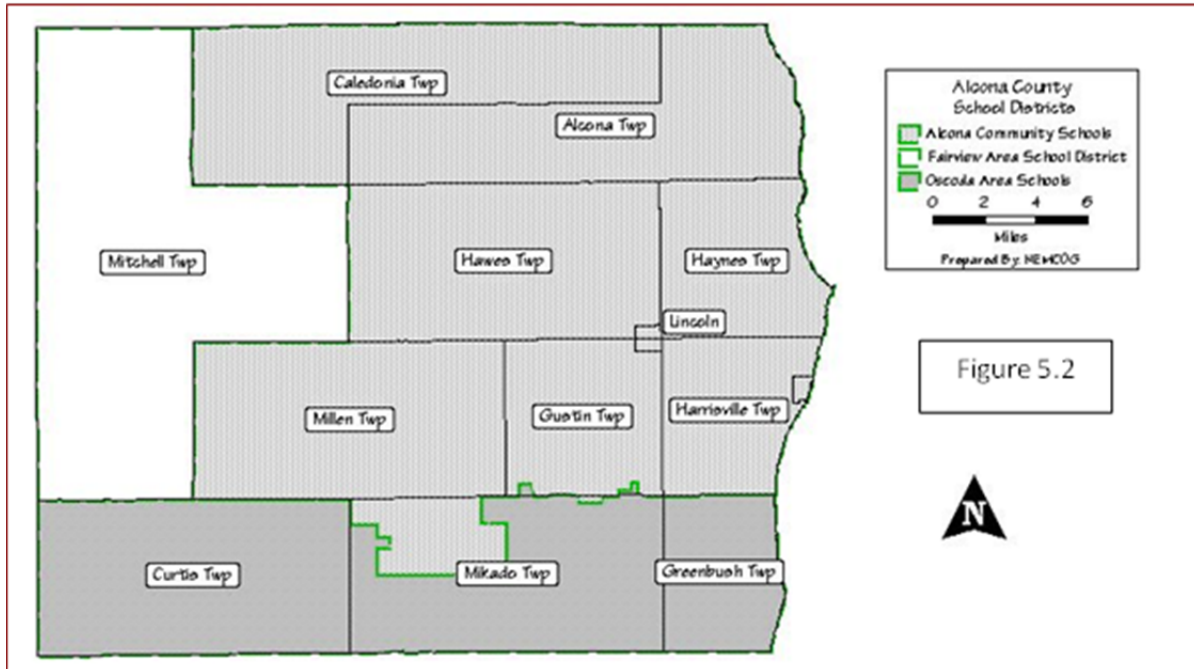 Caledonia Twp
Alcona Twp
Mitchell Twp
Hawes Twp
Haynes Twp
Lincoln
Millen Twp
Gustin Twp
Harrisville Twp
Curtis Twp
Mikado Twp
Greenbush Twp
Alcona County
School Districts
Alcona Community Schools
Fairview Area School District
Oscoda Area Schools
0 2 4 6
Miles
Prepared By: NEMCOG
Figure 5.2
N